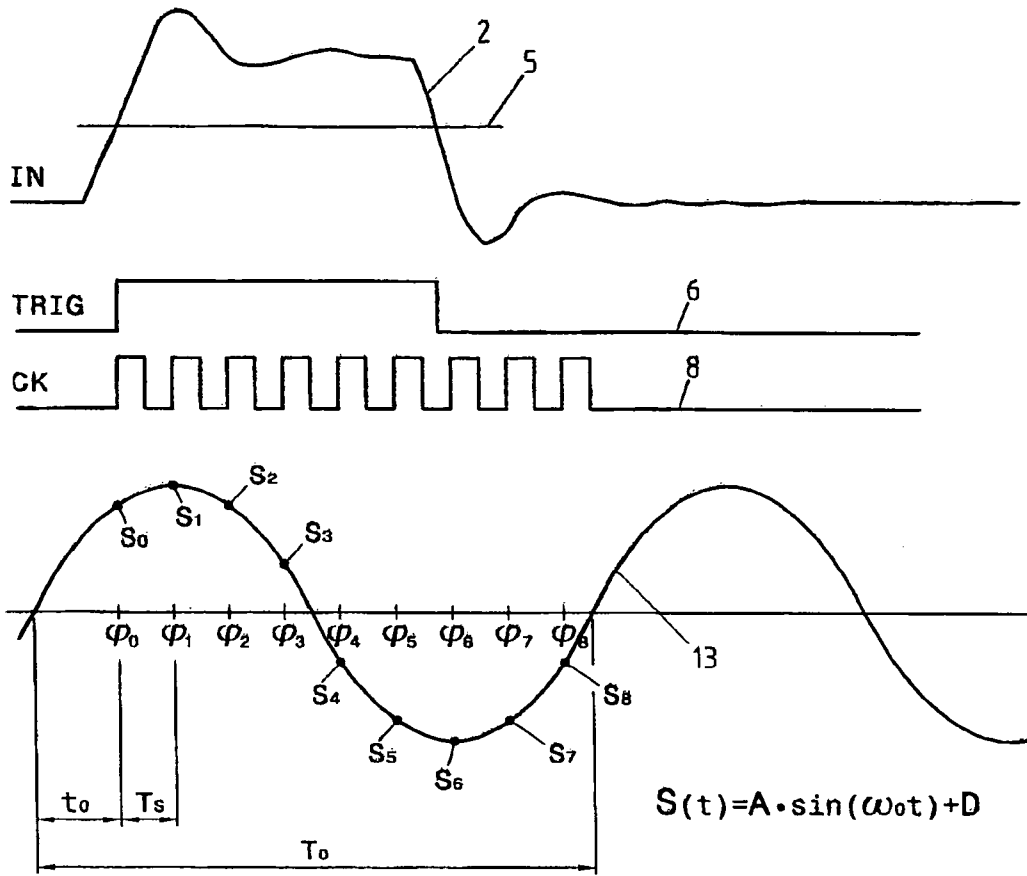 2
5
IN
TRIG
6
CK
8
S₀
S₁
S₂
S₃
φ₀ φ₁ φ₂ φ₃ φ₄ φ₅ φ₆ φ₇ φ₈
13
S₄
S₅
S₆
S₇
S₈
t₀
Tₛ
T₀
S(t)=A•sin(ω₀t)+D